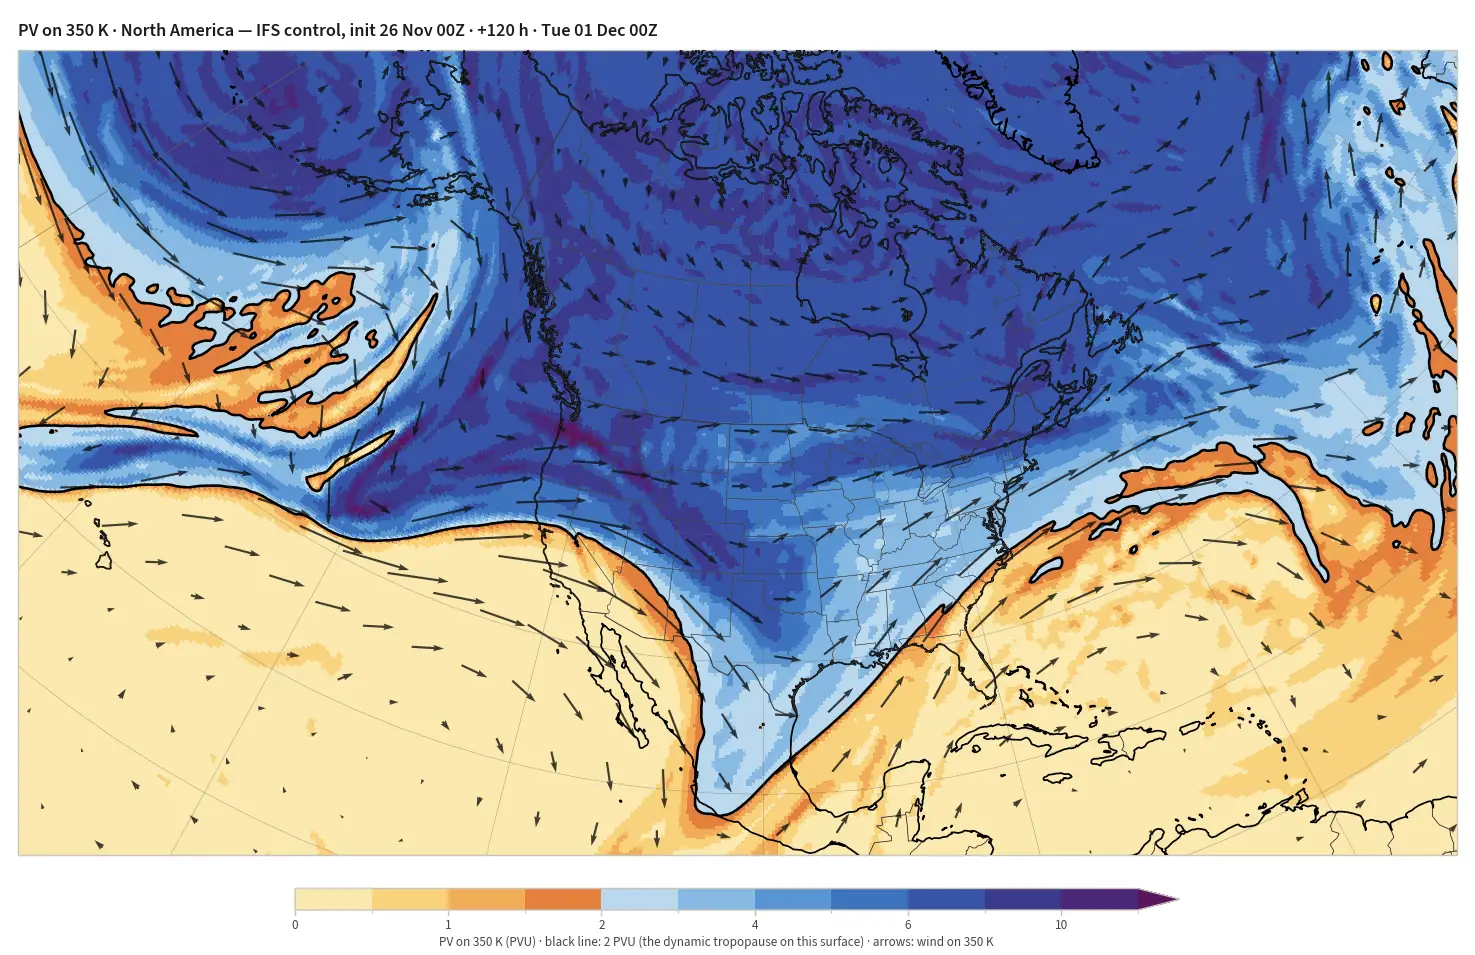 PV on 350 K · North America — IFS control, init 26 Nov 00Z · +120 h · Tue 01 Dec 00Z
0 1 2 4 6 10
PV on 350 K (PVU) · black line: 2 PVU (the dynamic tropopause on this surface) · arrows: wind on 350 K